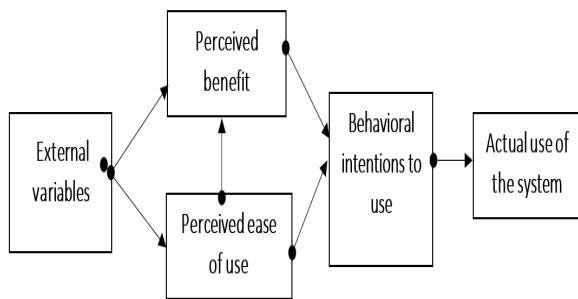 External
variables
Perceived
benefit
Perceived ease
of use
Behavioral
intentions to
use
Actual use of
the system